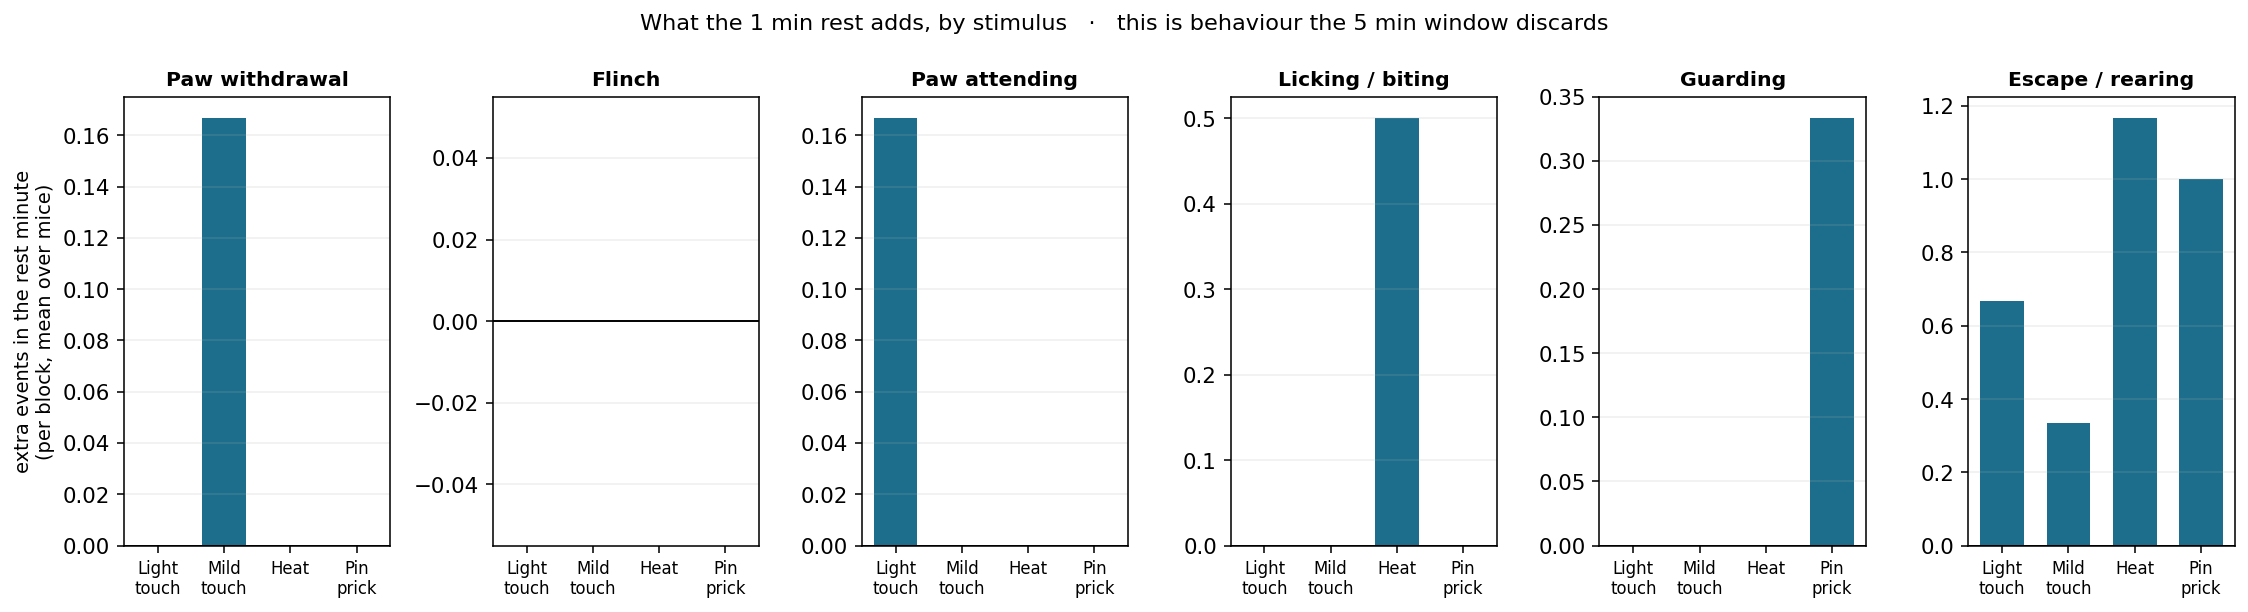 What the 1 min rest adds, by stimulus · this is behaviour the 5 min window discards
extra events in the rest minute
(per block, mean over mice)
Paw withdrawal
0.16
0.14
0.12
0.10
0.08
0.06
0.04
0.02
0.00
Light touch
Mild touch
Heat
Pin prick
Flinch
0.04
0.02
0.00
−0.02
−0.04
Light touch
Mild touch
Heat
Pin prick
Paw attending
0.16
0.14
0.12
0.10
0.08
0.06
0.04
0.02
0.00
Light touch
Mild touch
Heat
Pin prick
Licking / biting
0.5
0.4
0.3
0.2
0.1
0.0
Light touch
Mild touch
Heat
Pin prick
Guarding
0.35
0.30
0.25
0.20
0.15
0.10
0.05
0.00
Light touch
Mild touch
Heat
Pin prick
Escape / rearing
1.2
1.0
0.8
0.6
0.4
0.2
0.0
Light touch
Mild touch
Heat
Pin prick